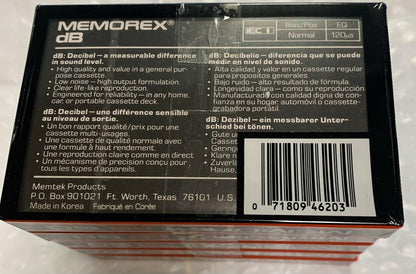 MEMOREX®
dB
IEC I
Bias/Pos
Normal
EQ
120µs
dB: Decibel – a measurable difference
in sound level.
• High quality and value in a general pur-
pose cassette
• Low noise – high output formulation.
• Clear life-like reproduction.
• Engineered for reliability – in any home,
car or portable cassette deck.
dB: Decibelio – diferencia que se puede
medir en nivel de sonido.
• Alta calidad y valor en un cassette regular
para propositos generales.
• Bajo ruido – alto resultado de fórmula.
• Longevidad clara – como su reproducción.
• Manufacturado con calidad digna de con-
fianza en su hogar, automóvil o cassette-
grabadora portátil.
dB: Decibel – une différence sensible
au niveau de sortie.
• Un bon rapport qualité/prix pour une
cassette multi-usages.
• Une cassette de qualité normale avec
une formule à haut rendement.
• Une reproduction claire comme en direct
• Un mécanisme de précision conçu pour
tous les types d'appareils.
dB: Dezibel – ein messbarer Unter-
schied bei tönen.
• Gute
• Geringe
• Klare
• Zuverlä
Hause,
Memtek Products
P.O. Box 901021 Ft. Worth, Texas 76101 U.S.
Made in Korea Fabriqué en Corée
0 71809 46203